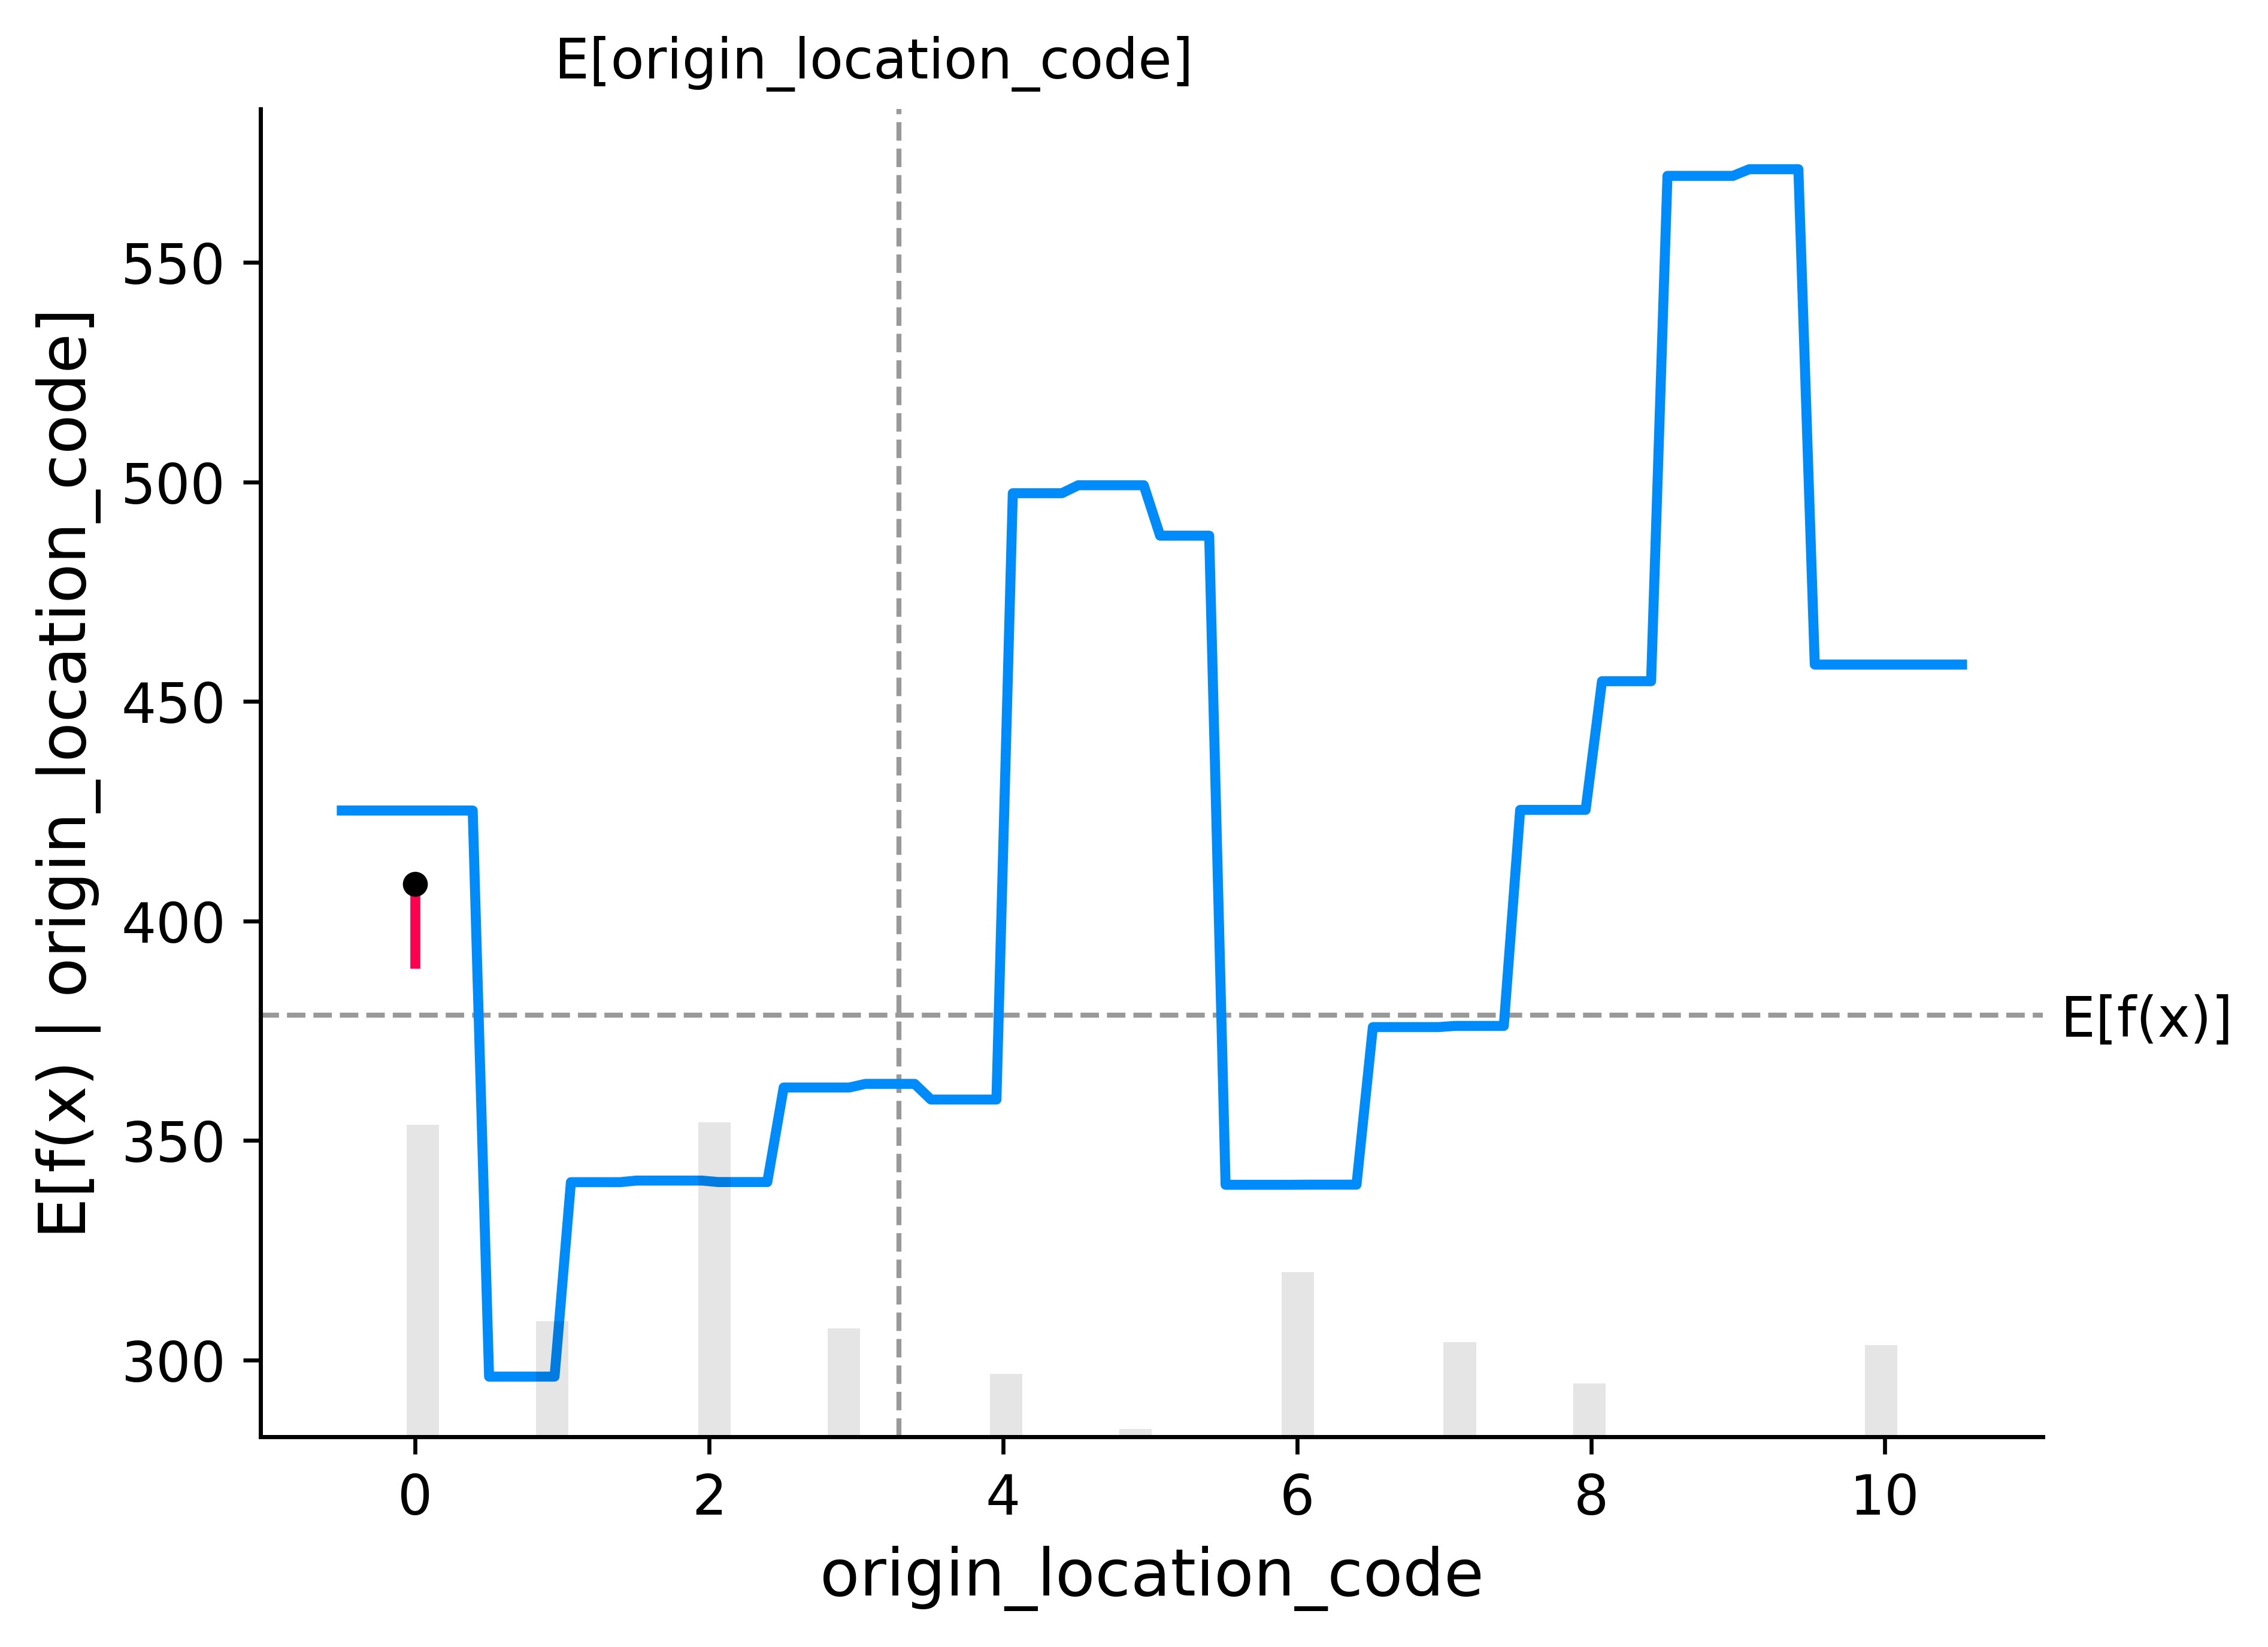 E[origin_location_code]
E[f(x) | origin_location_code]
550
500
450
400
350
300
E[f(x)]
0 2 4 6 8 10
origin_location_code